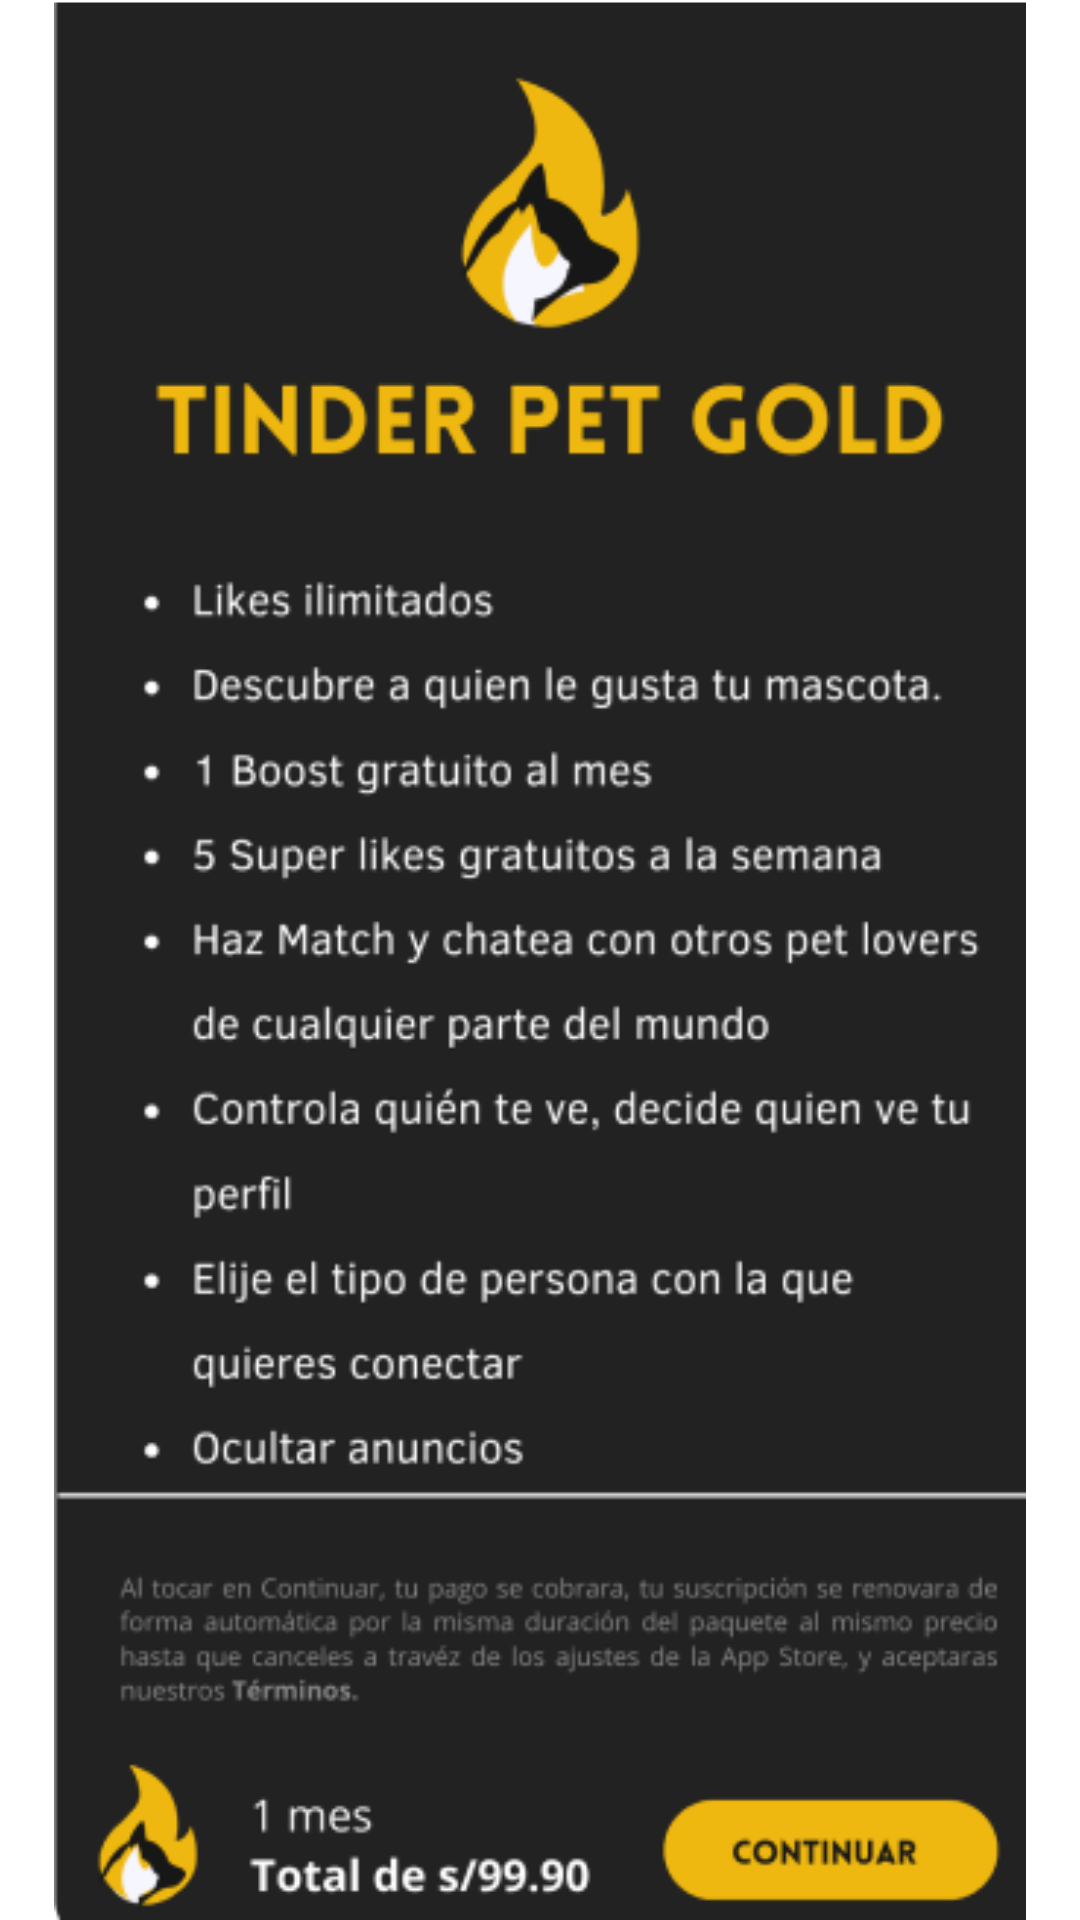 TINDER PET GOLD
• Likes ilimitados
• Descubre a quien le gusta tu mascota.
• 1 Boost gratuito al mes
• 5 Super likes gratuitos a la semana
• Haz Match y chatea con otros pet lovers
de cualquier parte del mundo
• Controla quién te ve, decide quien ve tu
perfil
• Elije el tipo de persona con la que
quieres conectar
• Ocultar anuncios
Al tocar en Continuar, tu pago se cobrara, tu suscripción se renovara de
forma automática por la misma duración del paquete al mismo precio
hasta que canceles a travéz de los ajustes de la App Store, y aceptaras
nuestros Términos.
1 mes
Total de s/99.90
CONTINUAR